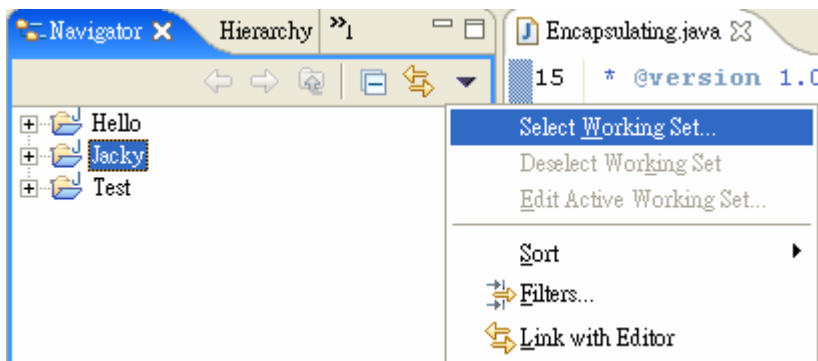 Navigator Hierarchy »1 Encapsulating.java
15 * @version 1.0
Hello
Jacky
Test
Select Working Set...
Deselect Working Set
Edit Active Working Set...
Sort
Filters...
Link with Editor